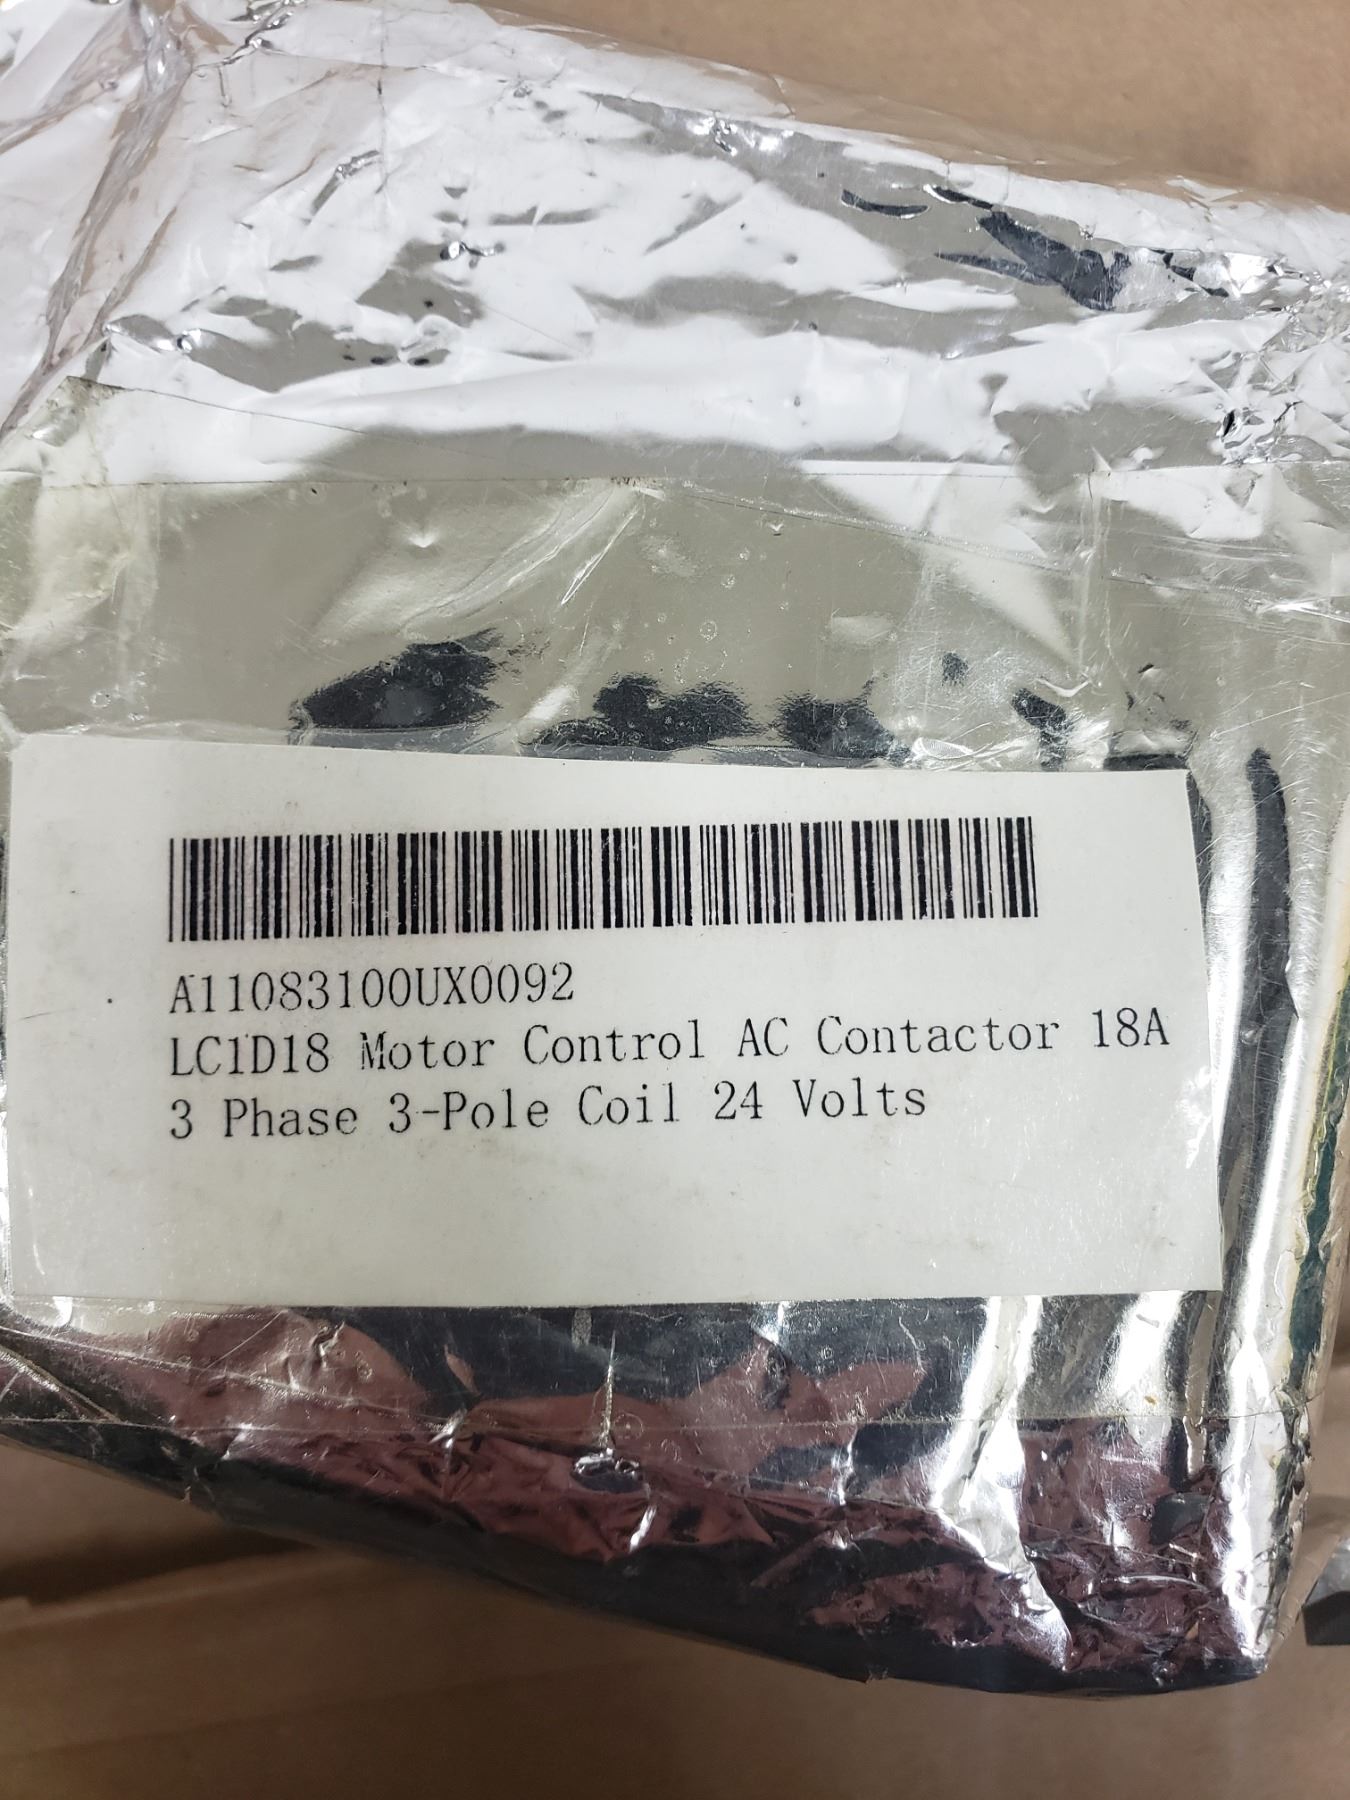 A11083100UX0092
LC1D18 Motor Control AC Contactor 18A
3 Phase 3-Pole Coil 24 Volts